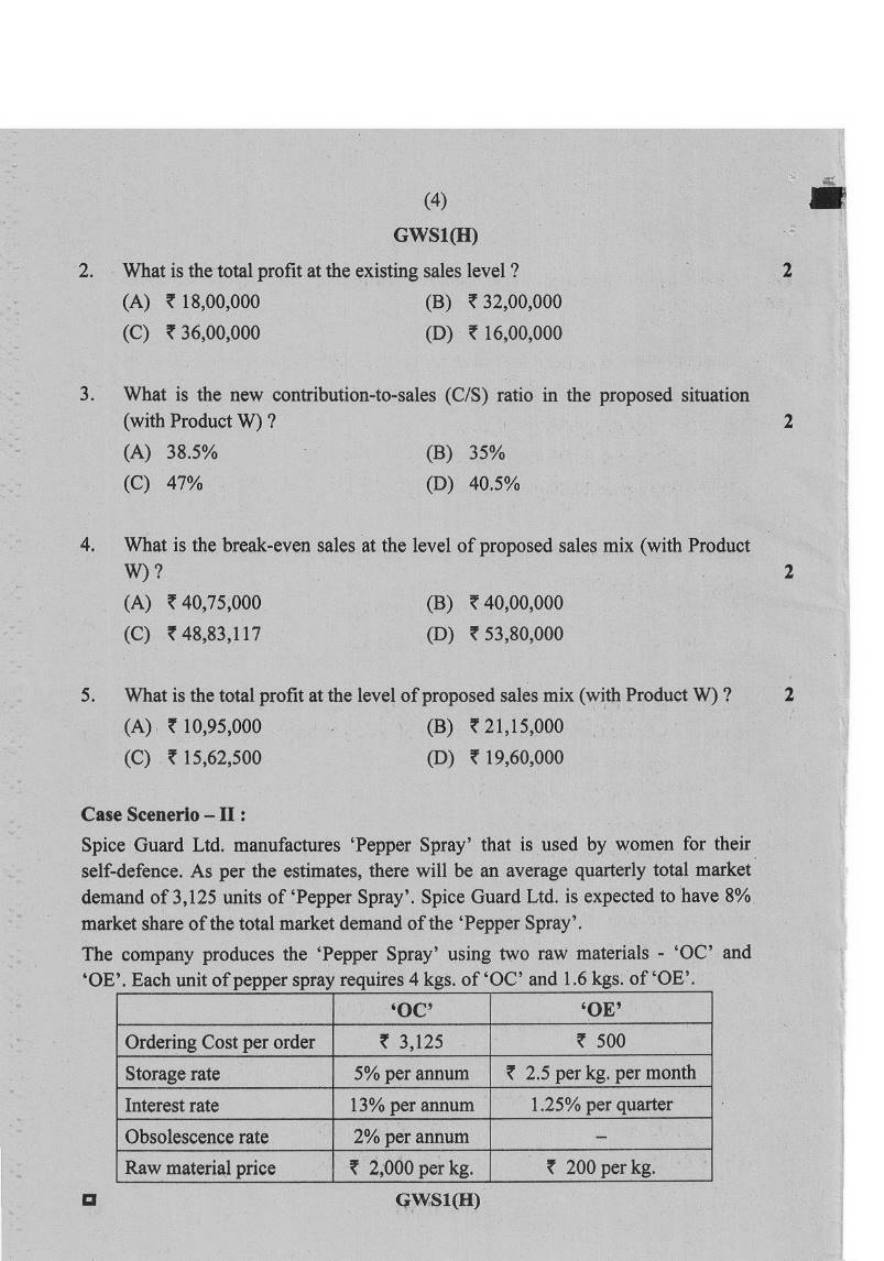 (4)
GWS1(H)
2. What is the total profit at the existing sales level ? 2
(A) ₹ 18,00,000 (B) ₹ 32,00,000
(C) ₹ 36,00,000 (D) ₹ 16,00,000
3. What is the new contribution-to-sales (C/S) ratio in the proposed situation
(with Product W) ? 2
(A) 38.5% (B) 35%
(C) 47% (D) 40.5%
4. What is the break-even sales at the level of proposed sales mix (with Product
W) ? 2
(A) ₹ 40,75,000 (B) ₹ 40,00,000
(C) ₹ 48,83,117 (D) ₹ 53,80,000
5. What is the total profit at the level of proposed sales mix (with Product W) ? 2
(A) ₹ 10,95,000 (B) ₹ 21,15,000
(C) ₹ 15,62,500 (D) ₹ 19,60,000
Case Scenerio – II :
Spice Guard Ltd. manufactures ‘Pepper Spray’ that is used by women for their
self-defence. As per the estimates, there will be an average quarterly total market
demand of 3,125 units of ‘Pepper Spray’. Spice Guard Ltd. is expected to have 8%
market share of the total market demand of the ‘Pepper Spray’.
The company produces the ‘Pepper Spray’ using two raw materials - ‘OC’ and
‘OE’. Each unit of pepper spray requires 4 kgs. of ‘OC’ and 1.6 kgs. of ‘OE’.
‘OC’ ‘OE’
Ordering Cost per order ₹ 3,125 ₹ 500
Storage rate 5% per annum ₹ 2.5 per kg. per month
Interest rate 13% per annum 1.25% per quarter
Obsolescence rate 2% per annum –
Raw material price ₹ 2,000 per kg. ₹ 200 per kg.
GWS1(H)